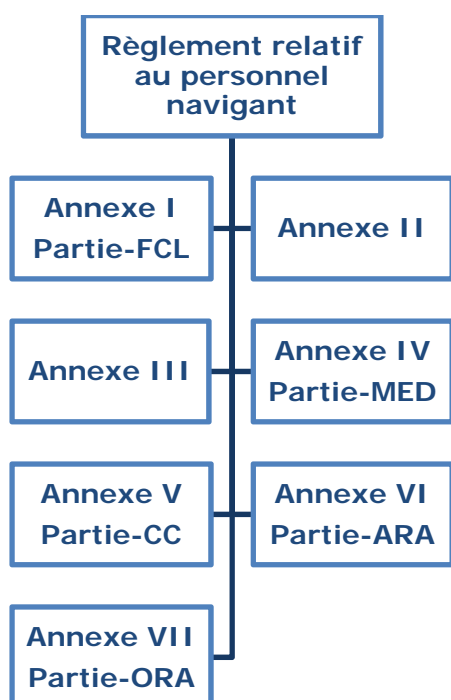 Règlement relatif
au personnel
navigant
Annexe I
Partie-FCL
Annexe II
Annexe III
Annexe IV
Partie-MED
Annexe V
Partie-CC
Annexe VI
Partie-ARA
Annexe VII
Partie-ORA